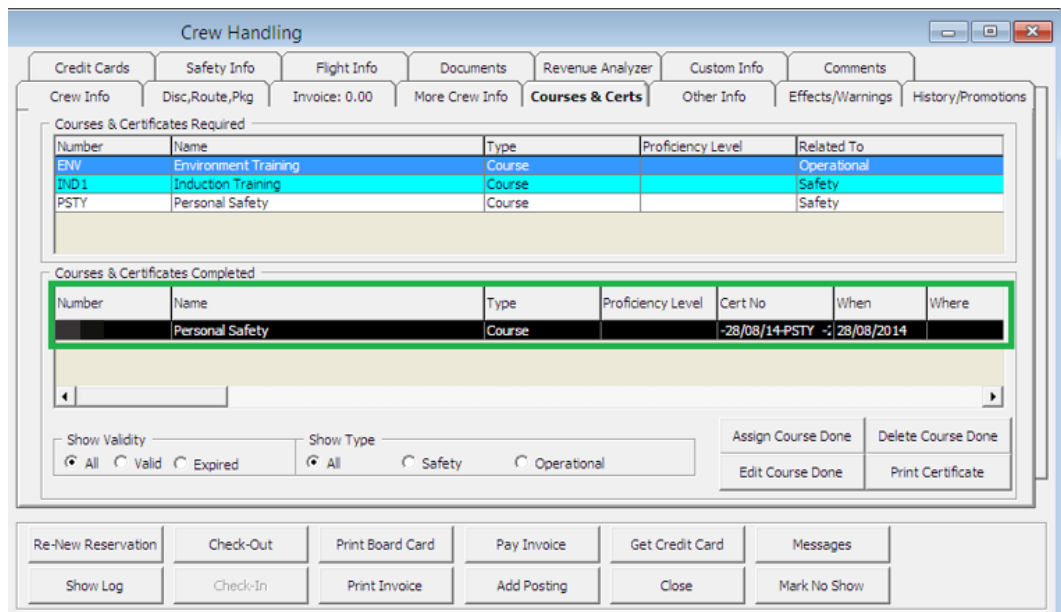 Crew Handling
Credit Cards Safety Info Flight Info Documents Revenue Analyzer Custom Info Comments
Crew Info Disc,Route,Pkg Invoice: 0.00 More Crew Info Courses & Certs Other Info Effects/Warnings History/Promotions
Courses & Certificates Required
Number Name Type Proficiency Level Related To
ENV Environment Training Course Operational
IND1 Induction Training Course Safety
PSTY Personal Safety Course Safety
Courses & Certificates Completed
Number Name Type Proficiency Level Cert No When Where
Personal Safety Course -28/08/14-PSTY -2 28/08/2014
Show Validity Show Type
All Valid Expired All Safety Operational
Assign Course Done Delete Course Done
Edit Course Done Print Certificate
Re-New Reservation Check-Out Print Board Card Pay Invoice Get Credit Card Messages
Show Log Check-In Print Invoice Add Posting Close Mark No Show